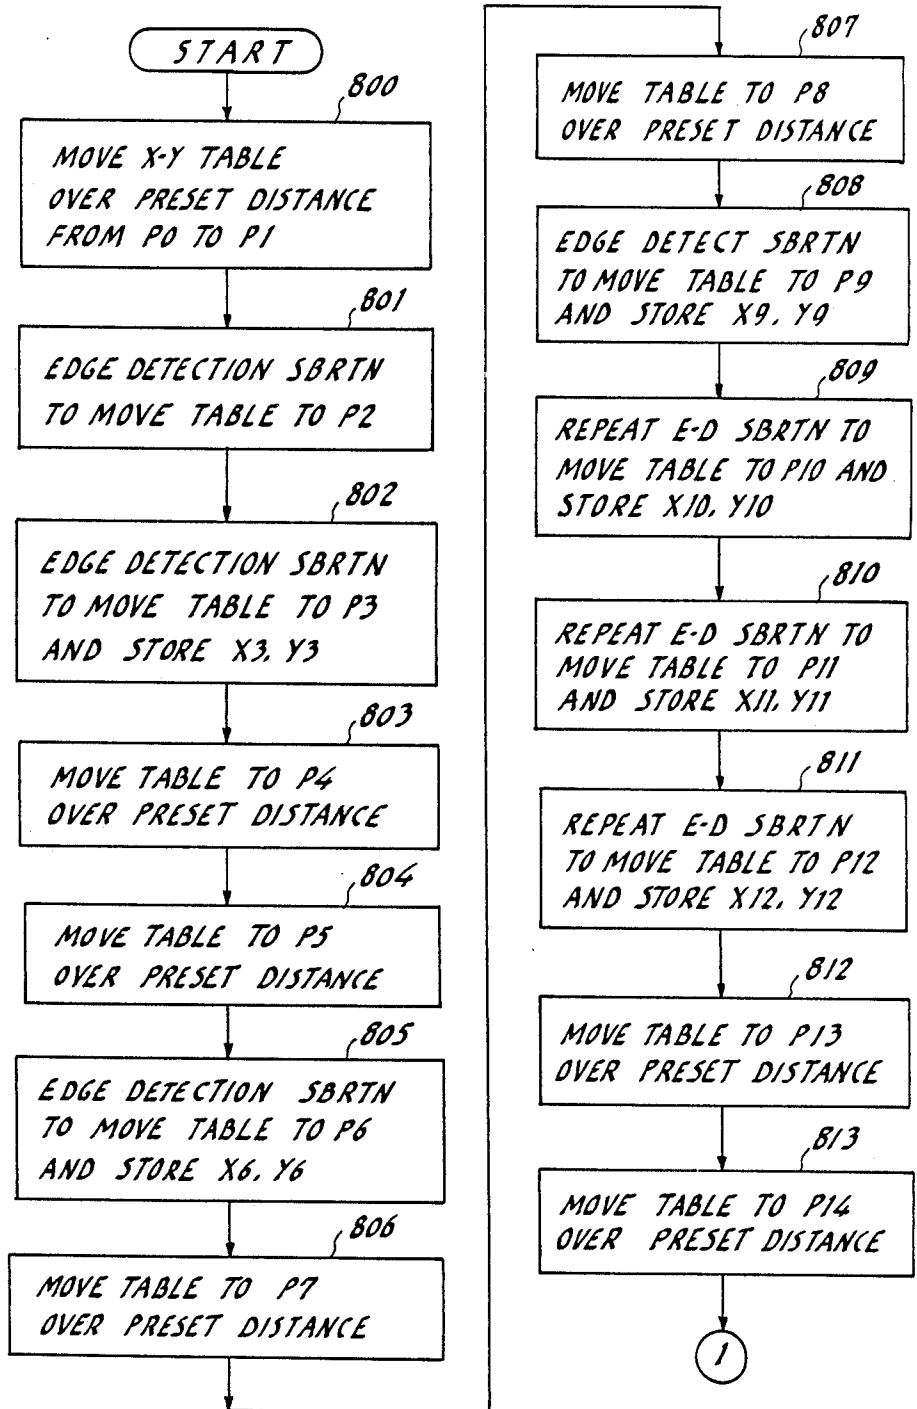 START
800
MOVE X-Y TABLE
OVER PRESET DISTANCE
FROM P0 TO P1
801
EDGE DETECTION SBRTN
TO MOVE TABLE TO P2
802
EDGE DETECTION SBRTN
TO MOVE TABLE TO P3
AND STORE X3, Y3
803
MOVE TABLE TO P4
OVER PRESET DISTANCE
804
MOVE TABLE TO P5
OVER PRESET DISTANCE
805
EDGE DETECTION SBRTN
TO MOVE TABLE TO P6
AND STORE X6, Y6
806
MOVE TABLE TO P7
OVER PRESET DISTANCE
807
MOVE TABLE TO P8
OVER PRESET DISTANCE
808
EDGE DETECT SBRTN
TO MOVE TABLE TO P9
AND STORE X9, Y9
809
REPEAT E-D SBRTN TO
MOVE TABLE TO P10 AND
STORE X10, Y10
810
REPEAT E-D SBRTN TO
MOVE TABLE TO P11
AND STORE X11, Y11
811
REPEAT E-D SBRTN
TO MOVE TABLE TO P12
AND STORE X12, Y12
812
MOVE TABLE TO P13
OVER PRESET DISTANCE
813
MOVE TABLE TO P14
OVER PRESET DISTANCE
1